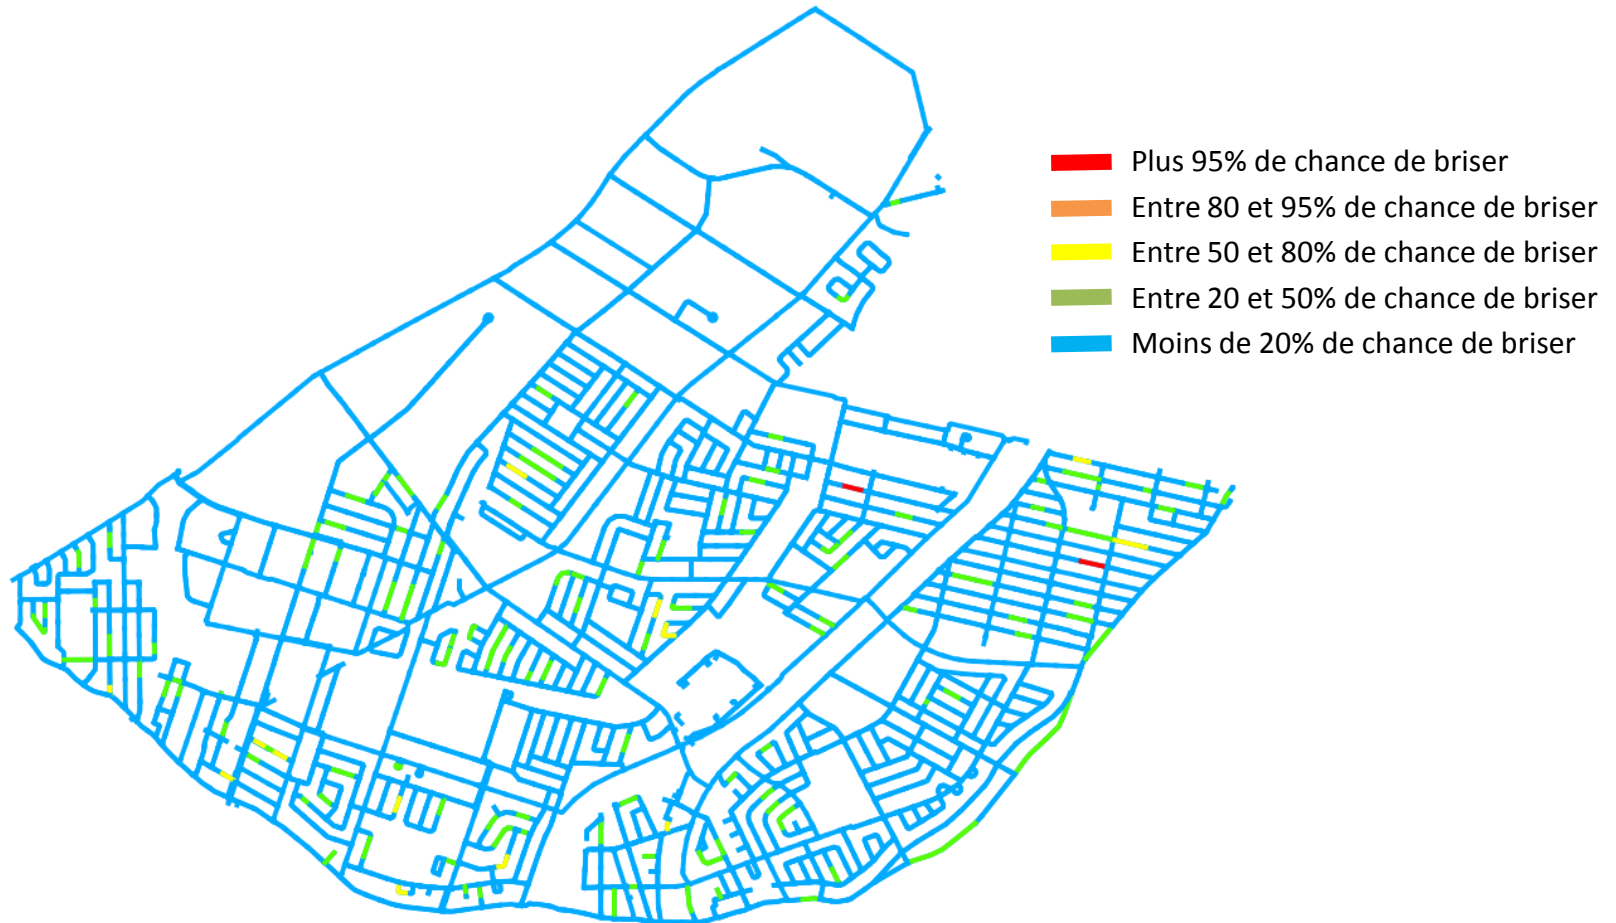 Plus 95% de chance de briser
Entre 80 et 95% de chance de briser
Entre 50 et 80% de chance de briser
Entre 20 et 50% de chance de briser
Moins de 20% de chance de briser